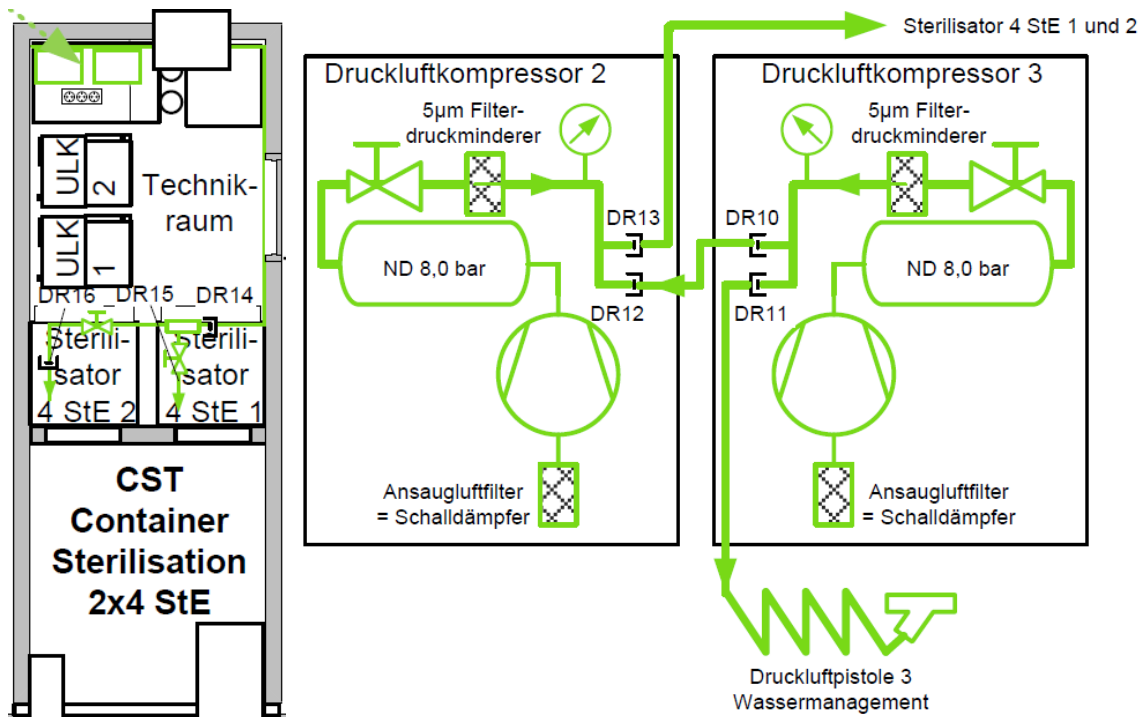 Sterilisator 4 StE 1 und 2
Druckluftkompressor 2
5µm Filter-
druckminderer
DR13
ND 8,0 bar
DR12
Ansaugluftfilter
= Schalldämpfer
Druckluftkompressor 3
5µm Filter-
druckminderer
DR10
ND 8,0 bar
DR11
Ansaugluftfilter
= Schalldämpfer
Druckluftpistole 3
Wassermanagement
ULK
2
Technik-
raum
ULK
1
DR16 _DR15 __DR14
Sterili-
sator
4 StE 2
Sterili-
sator
4 StE 1
CST
Container
Sterilisation
2x4 StE